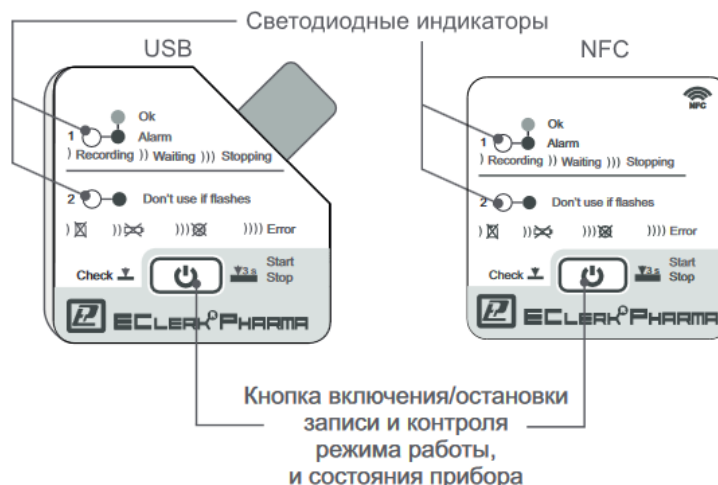 Светодиодные индикаторы
USB
NFC
NFC
Ok
1 Alarm
) Recording )) Waiting ))) Stopping
2 Don't use if flashes
) )) ))) )))) Error
Check 3 s Start
Stop
EClerk Pharma
Ok
1 Alarm
) Recording )) Waiting ))) Stopping
2 Don't use if flashes
) )) ))) )))) Error
Check 3 s Start
Stop
EClerk Pharma
Кнопка включения/остановки
записи и контроля
режима работы,
и состояния прибора